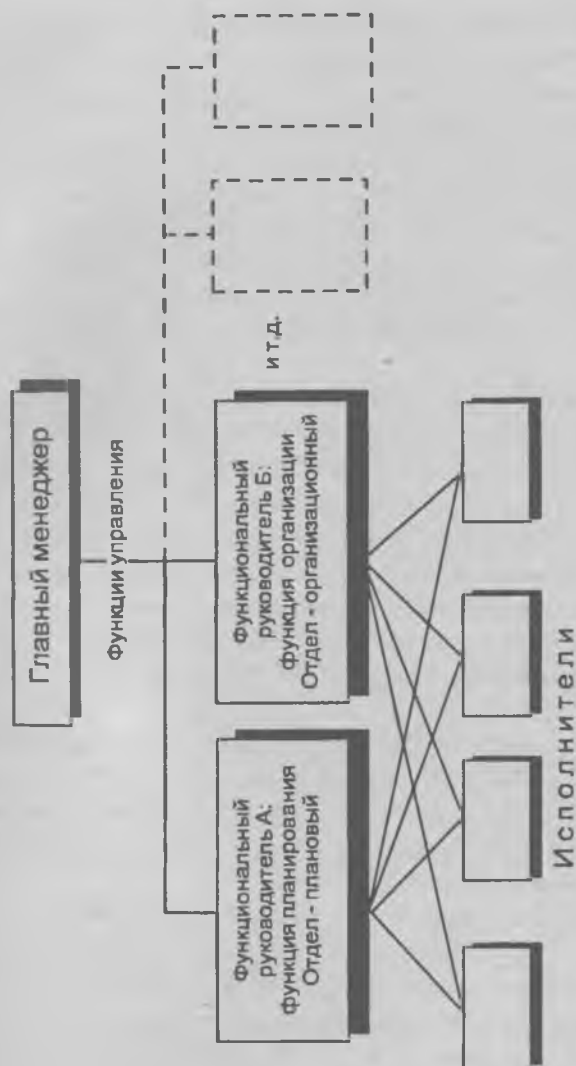 Главный менеджер
Функции управления
Функциональный
руководитель А:
функция планирования
Отдел - плановый
Функциональный
руководитель Б:
функция организации
Отдел - организационный
и т.д.
Исполнители